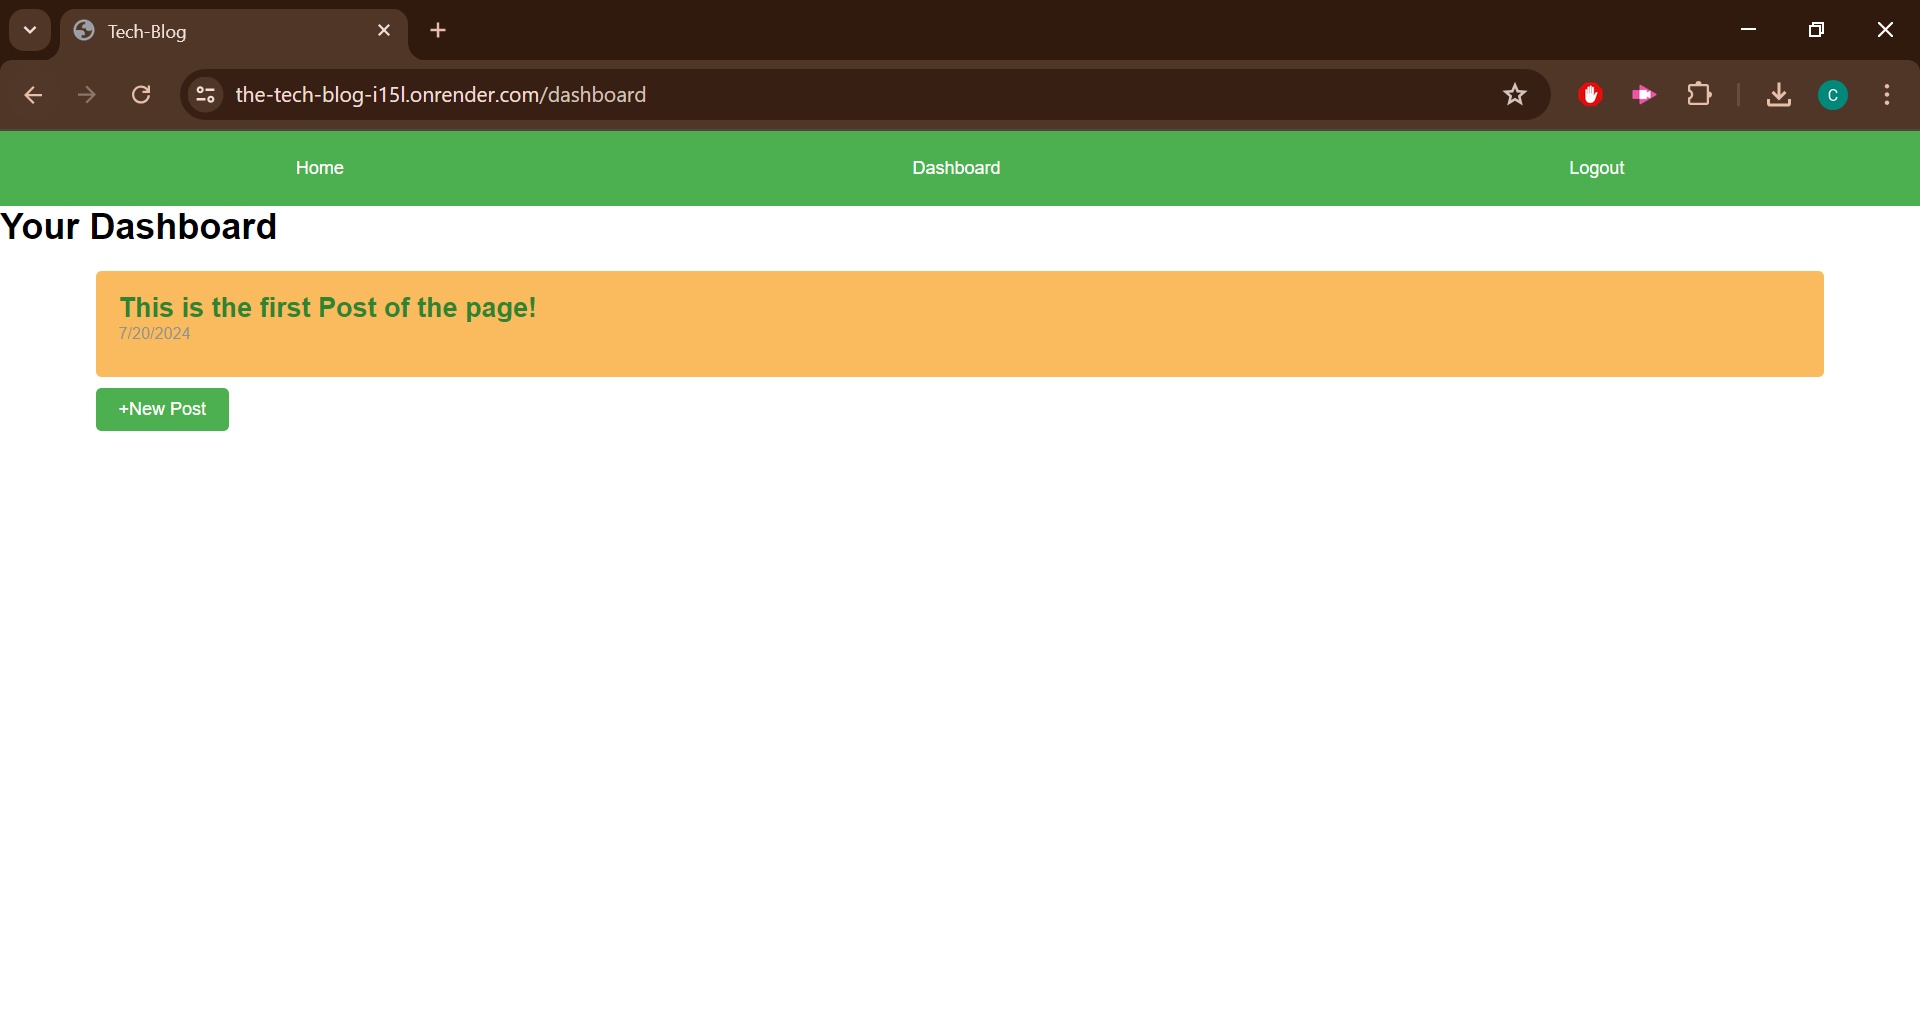 Tech-Blog
the-tech-blog-i15l.onrender.com/dashboard
C
Home Dashboard Logout
Your Dashboard
This is the first Post of the page!
7/20/2024
+New Post